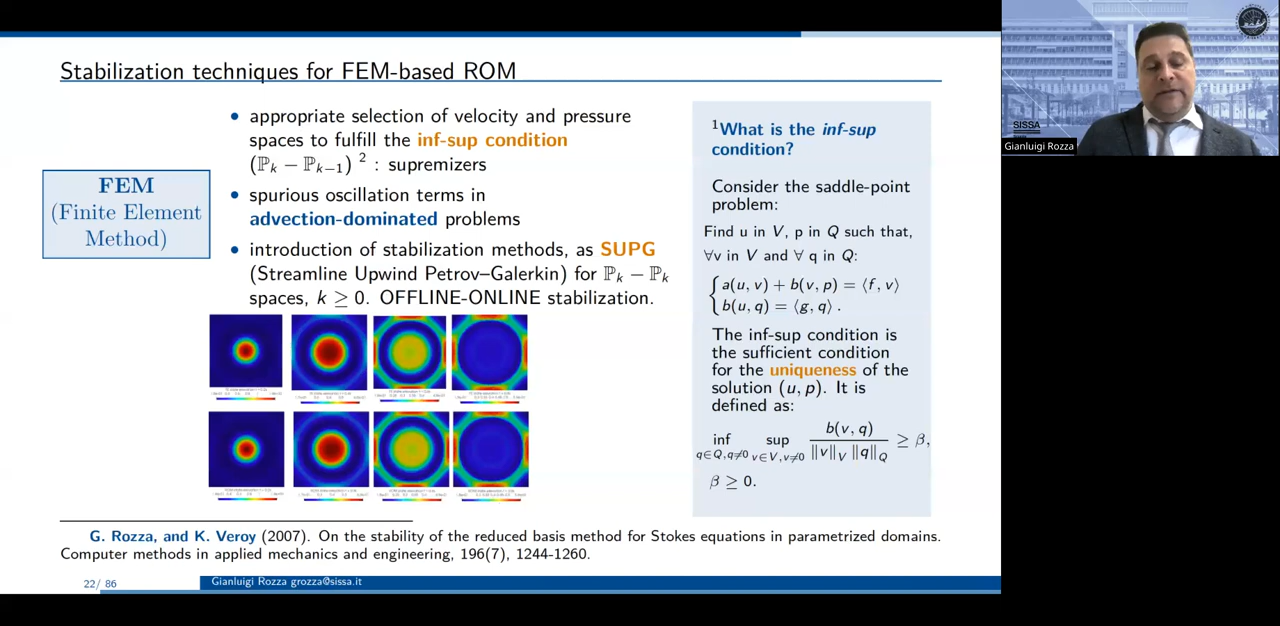 Stabilization techniques for FEM-based ROM
FEM
(Finite Element
Method)
• appropriate selection of velocity and pressure
spaces to fulfill the inf-sup condition
(ℙₖ − ℙₖ₋₁) ² : supremizers
• spurious oscillation terms in
advection-dominated problems
• introduction of stabilization methods, as SUPG
(Streamline Upwind Petrov–Galerkin) for ℙₖ − ℙₖ
spaces, k ≥ 0. OFFLINE-ONLINE stabilization.
¹What is the inf-sup
condition?
Consider the saddle-point
problem:
Find u in V, p in Q such that,
∀v in V and ∀ q in Q:
a(u, v) + b(v, p) = ⟨f, v⟩
b(u, q) = ⟨g, q⟩ .
The inf-sup condition is
the sufficient condition
for the uniqueness of the
solution (u, p). It is
defined as:
inf q∈Q,q≠0 sup v∈V,v≠0 b(v, q) / ‖v‖V ‖q‖Q ≥ β,
β ≥ 0.
G. Rozza, and K. Veroy (2007). On the stability of the reduced basis method for Stokes equations in parametrized domains.
Computer methods in applied mechanics and engineering, 196(7), 1244-1260.
22/ 86
Gianluigi Rozza grozza@sissa.it
SISSA
Gianluigi Rozza